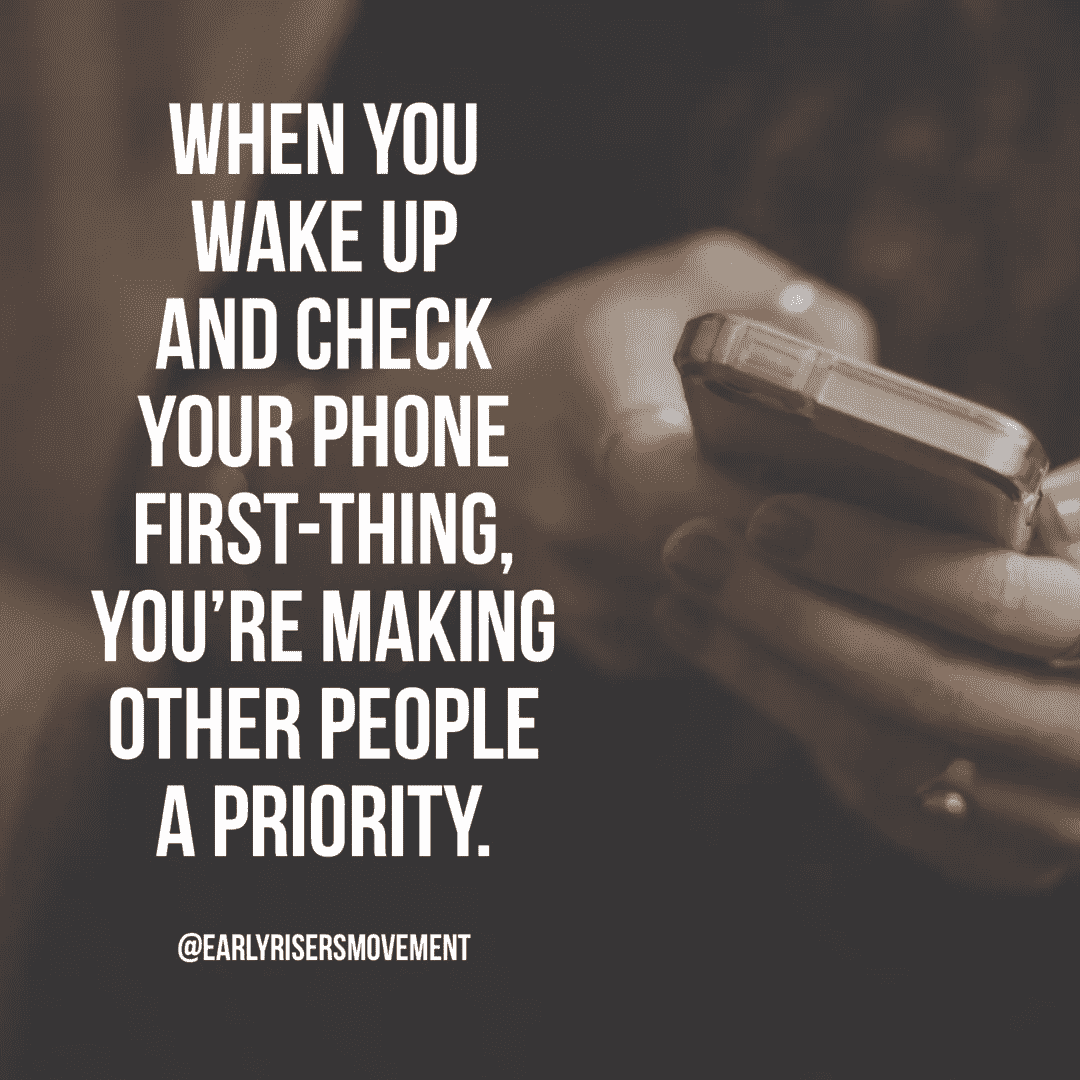 WHEN YOU
WAKE UP
AND CHECK
YOUR PHONE
FIRST-THING,
YOU’RE MAKING
OTHER PEOPLE
A PRIORITY.
@EARLYRISERSMOVEMENT